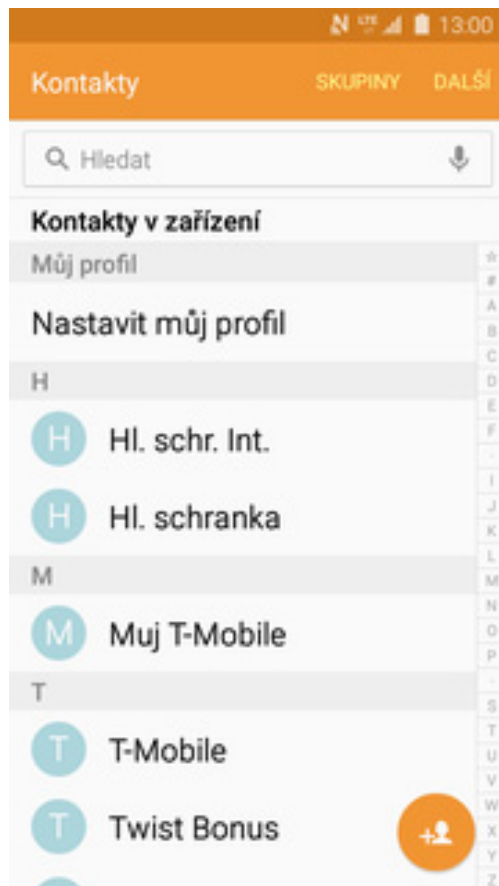 LTE 13:00
Kontakty SKUPINY DALŠÍ
Hledat
Kontakty v zařízení
Můj profil
Nastavit můj profil
H
H Hl. schr. Int.
H Hl. schranka
M
M Muj T-Mobile
T
T T-Mobile
T Twist Bonus
#
A
B
C
D
E
F
I
J
K
L
M
N
O
P
S
T
U
V
W
X
Y
Z